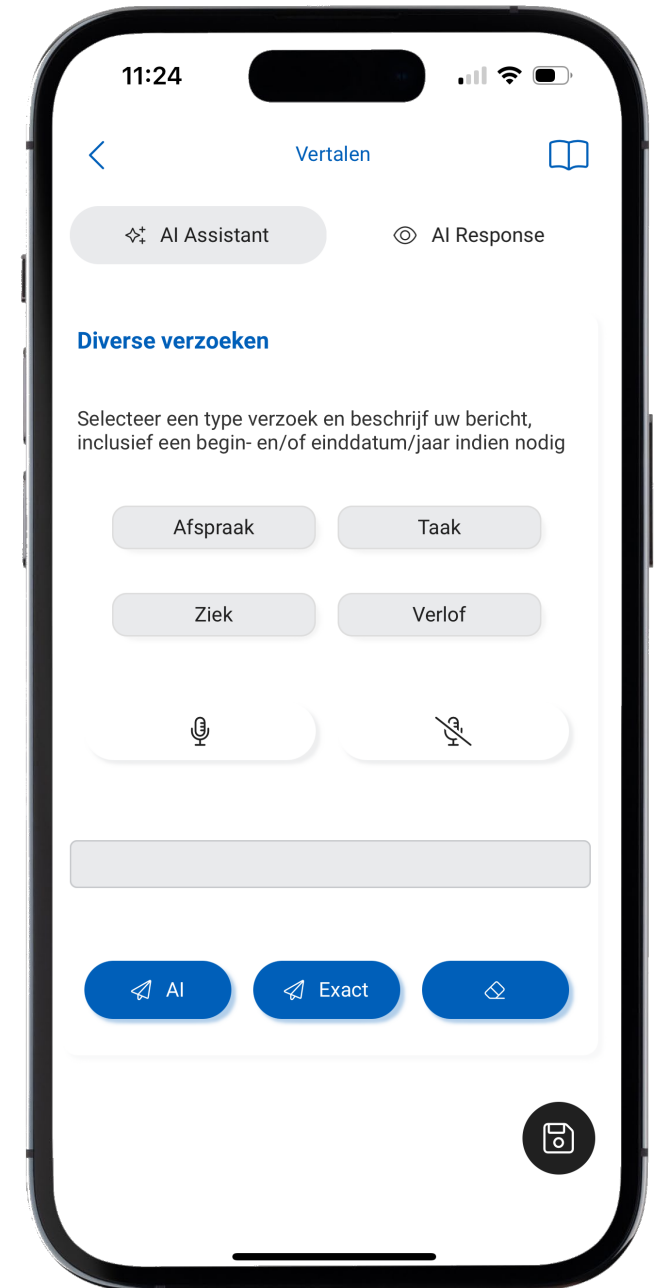 11:24
Vertalen
AI Assistant
AI Response
Diverse verzoeken
Selecteer een type verzoek en beschrijf uw bericht,
inclusief een begin- en/of einddatum/jaar indien nodig
Afspraak
Taak
Ziek
Verlof
AI
Exact